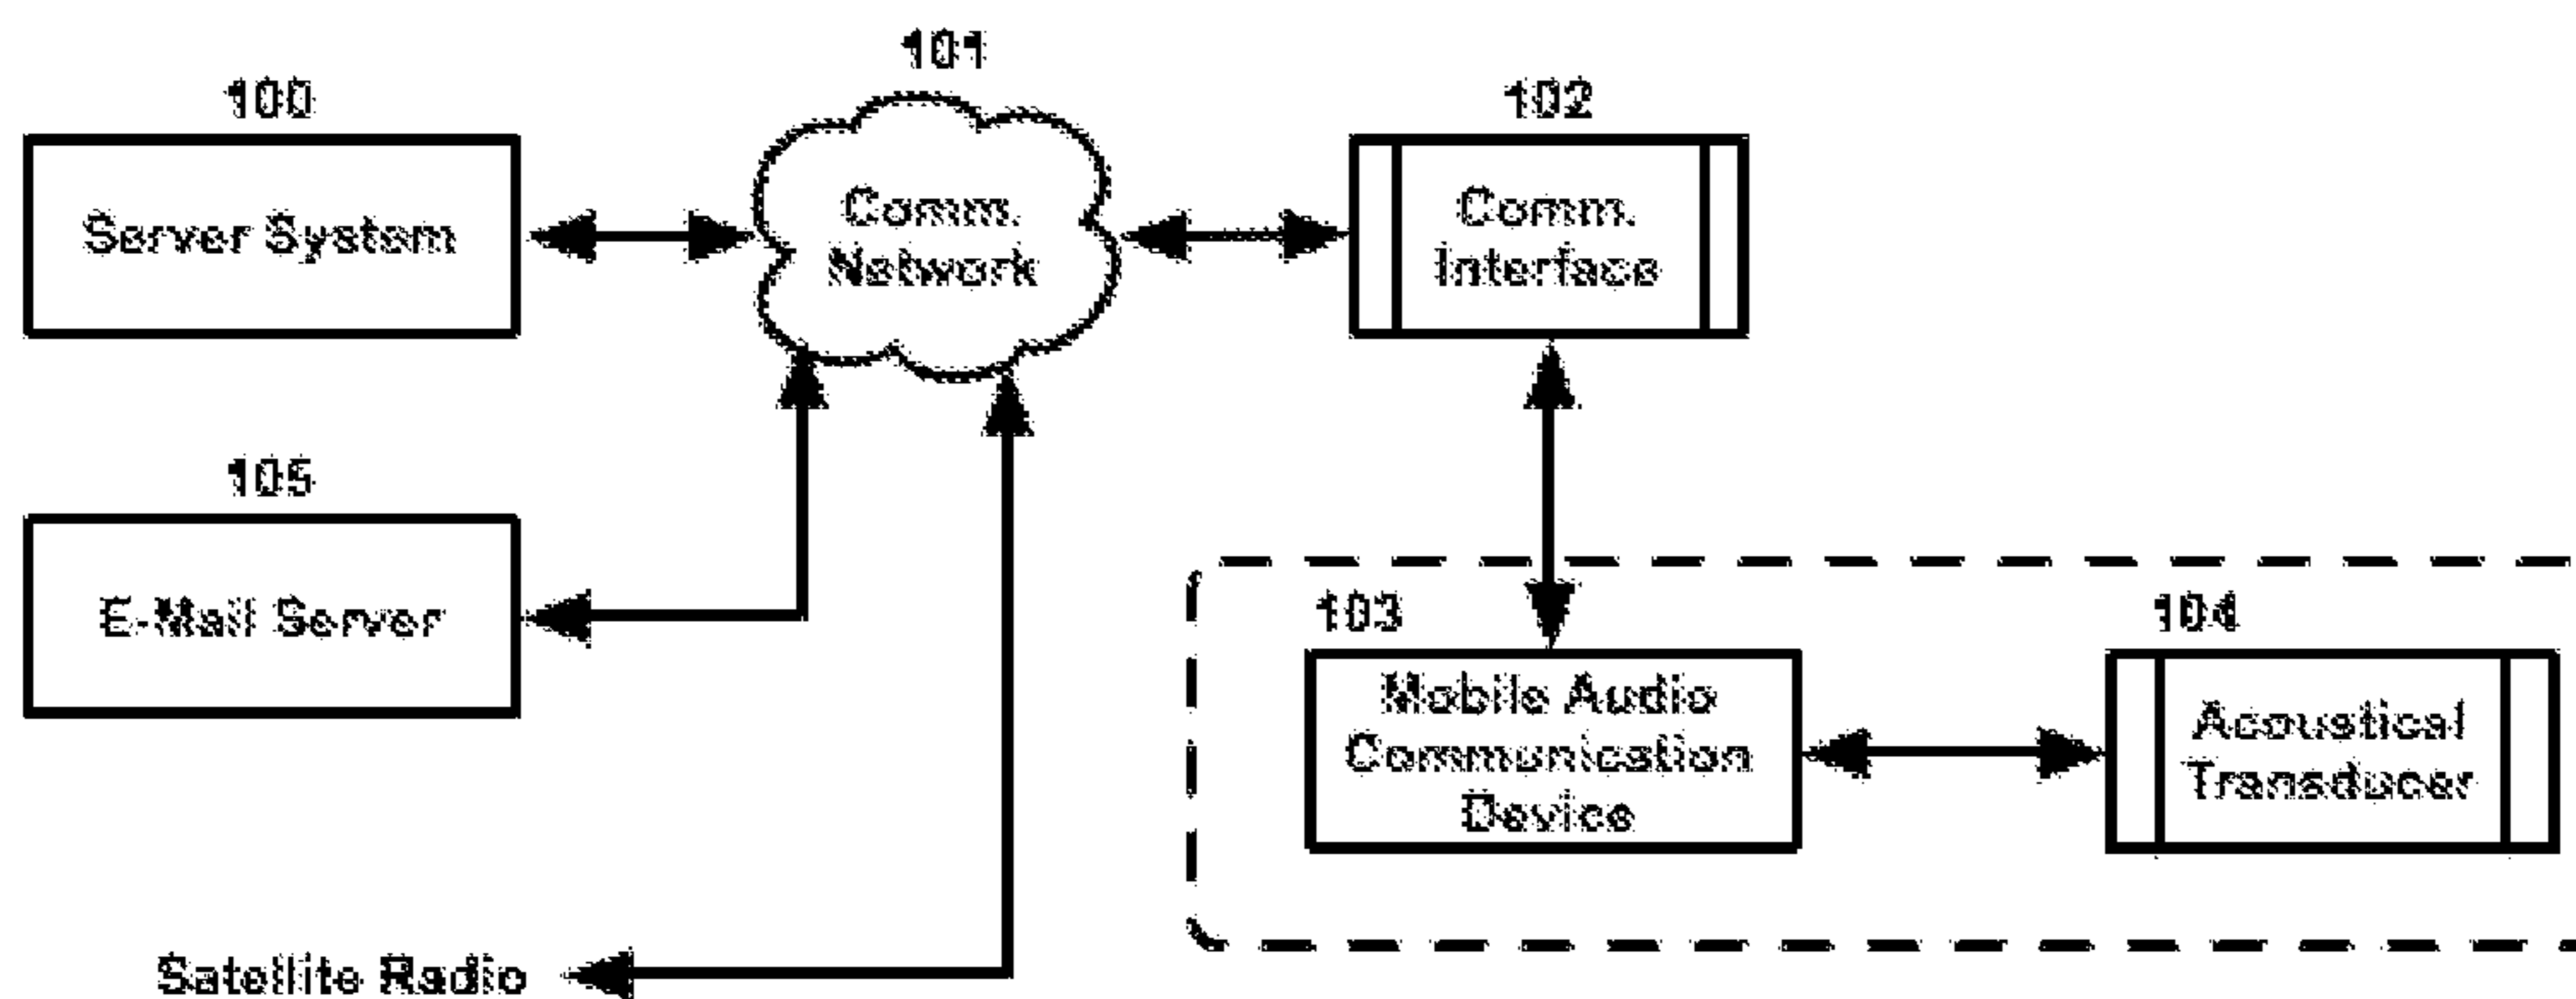 101
100
102
Server System
Comm.
Network
Comm.
Interface
105
E-Mail Server
103
104
Mobile Audio
Communication
Device
Acoustical
Transducer
Satellite Radio